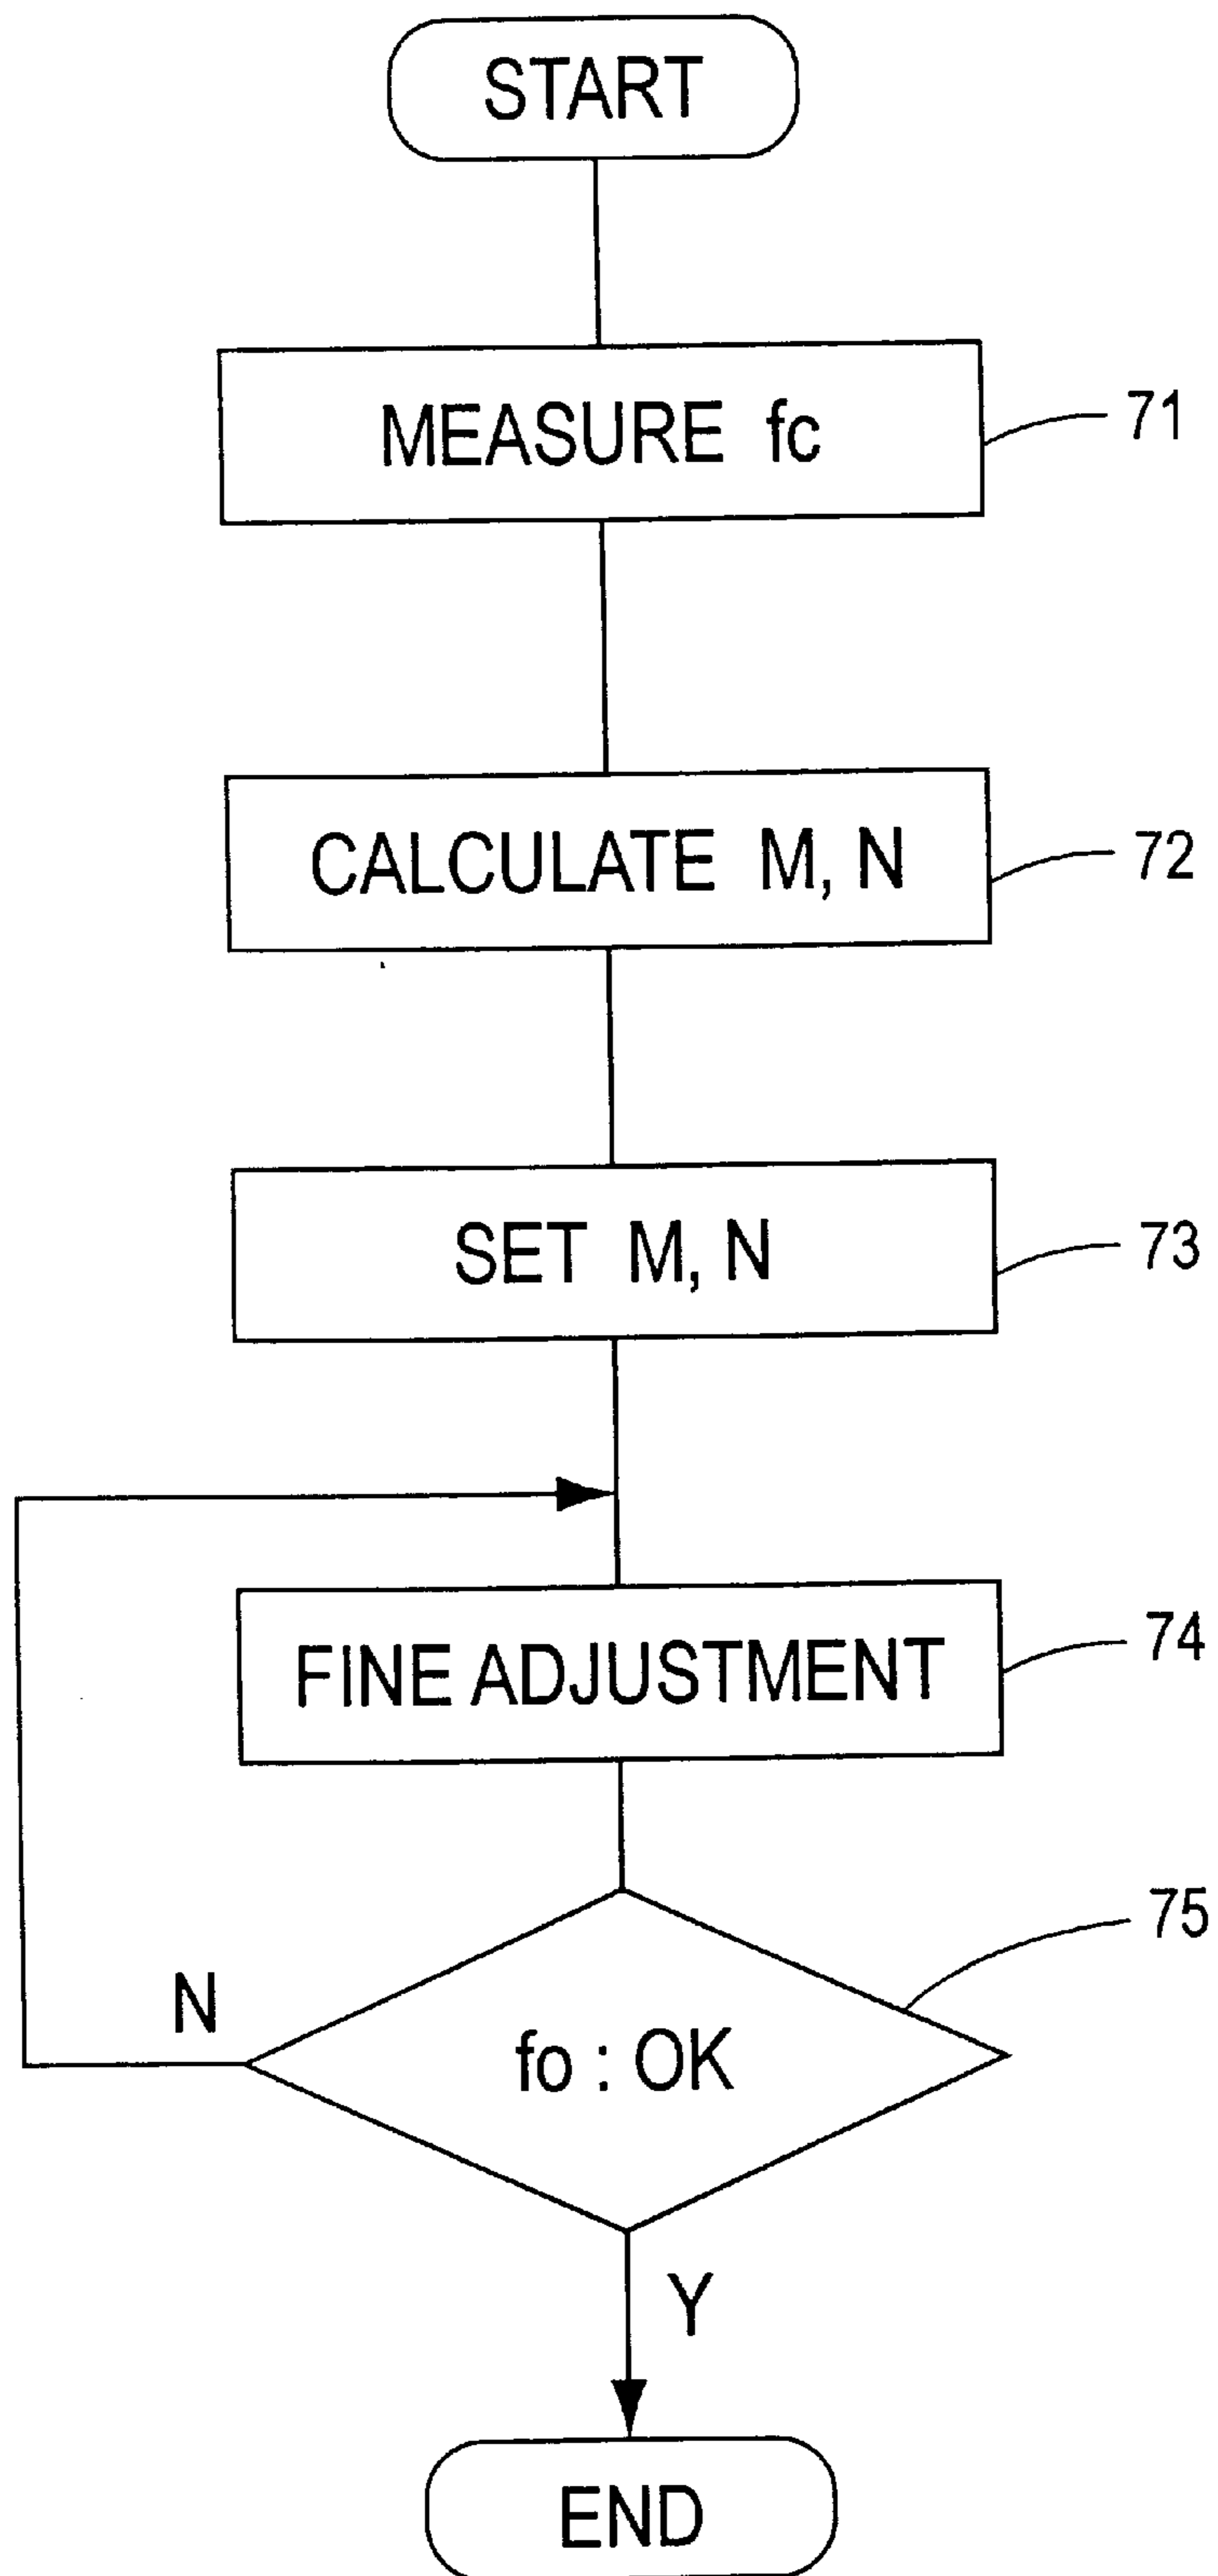 START
MEASURE fc
71
CALCULATE M, N
72
SET M, N
73
FINE ADJUSTMENT
74
75
N
fo : OK
Y
END